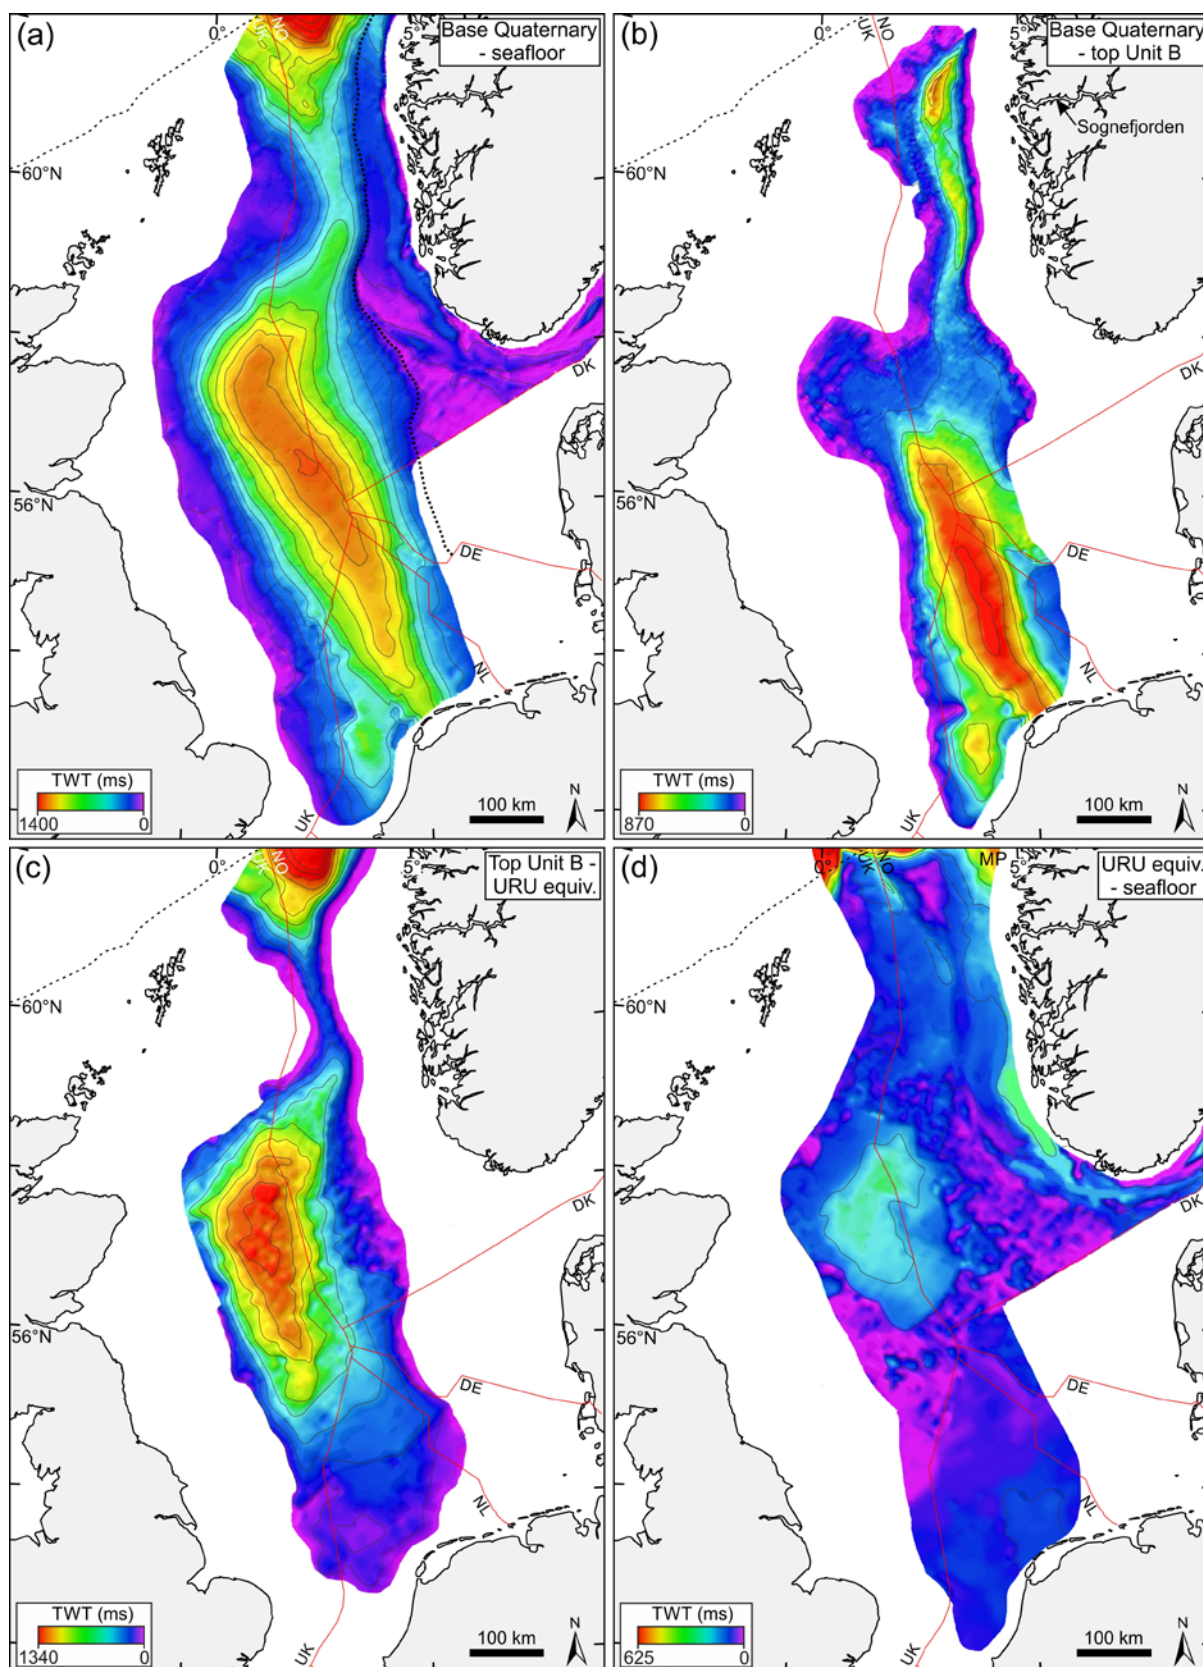 (a)
0°
NO
UK
5°
Base Quaternary
- seafloor
60°N
DK
56°N
DE
NL
TWT (ms)
1400
0
UK
100 km
N
(b)
0°
NO
UK
5°
Base Quaternary
- top Unit B
Sognefjorden
60°N
DK
56°N
DE
NL
TWT (ms)
870
0
UK
100 km
N
(c)
0°
NO
UK
5°
Top Unit B -
URU equiv.
60°N
DK
56°N
DE
NL
TWT (ms)
1340
0
UK
100 km
N
(d)
0°
NO
UK
MP
5°
URU equiv.
- seafloor
60°N
DK
56°N
DE
NL
TWT (ms)
625
0
UK
100 km
N